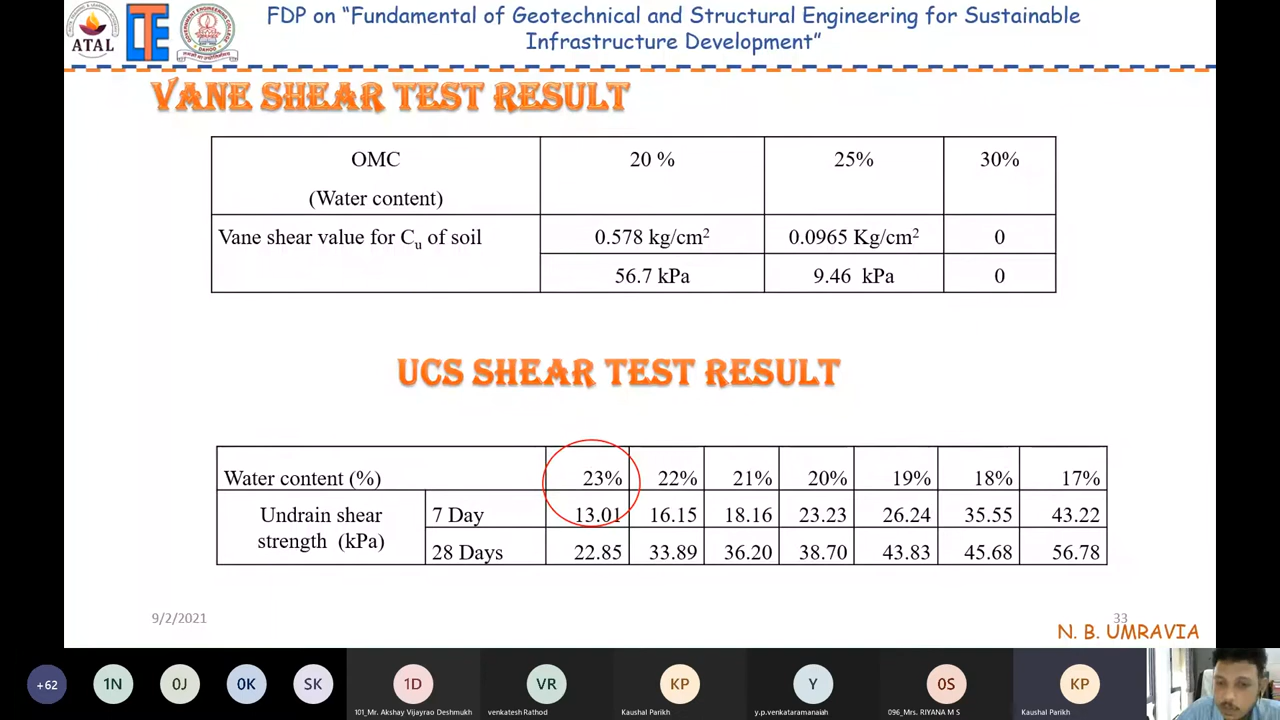 FDP on “Fundamental of Geotechnical and Structural Engineering for Sustainable
Infrastructure Development”
ATAL
LTE
VANE SHEAR TEST RESULT
OMC
(Water content)
20 %
25%
30%
Vane shear value for Cu of soil
0.578 kg/cm2
0.0965 Kg/cm2
0
56.7 kPa
9.46 kPa
0
UCS SHEAR TEST RESULT
Water content (%)
23%
22%
21%
20%
19%
18%
17%
Undrain shear
strength (kPa)
7 Day
13.01
16.15
18.16
23.23
26.24
35.55
43.22
28 Days
22.85
33.89
36.20
38.70
43.83
45.68
56.78
9/2/2021
33
N. B. UMRAVIA
+62
1N
0J
0K
SK
1D
VR
KP
Y
0S
KP
101_Mr. Akshay Vijayrao Deshmukh
venkatesh Rathod
Kaushal Parikh
y.p.venkataramanaiah
096_Mrs. RIYANA M S
Kaushal Parikh